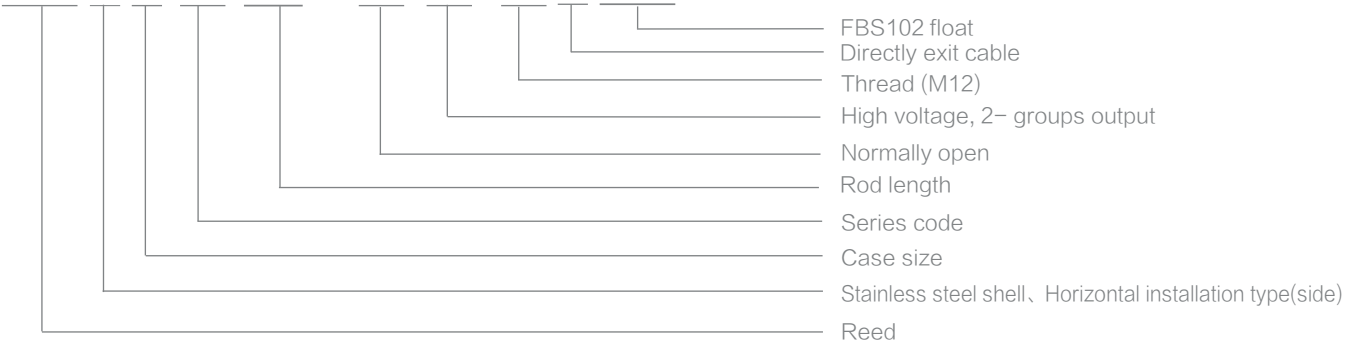 FBS102 float
Directly exit cable
Thread (M12)
High voltage, 2- groups output
Normally open
Rod length
Series code
Case size
Stainless steel shell、Horizontal installation type(side)
Reed